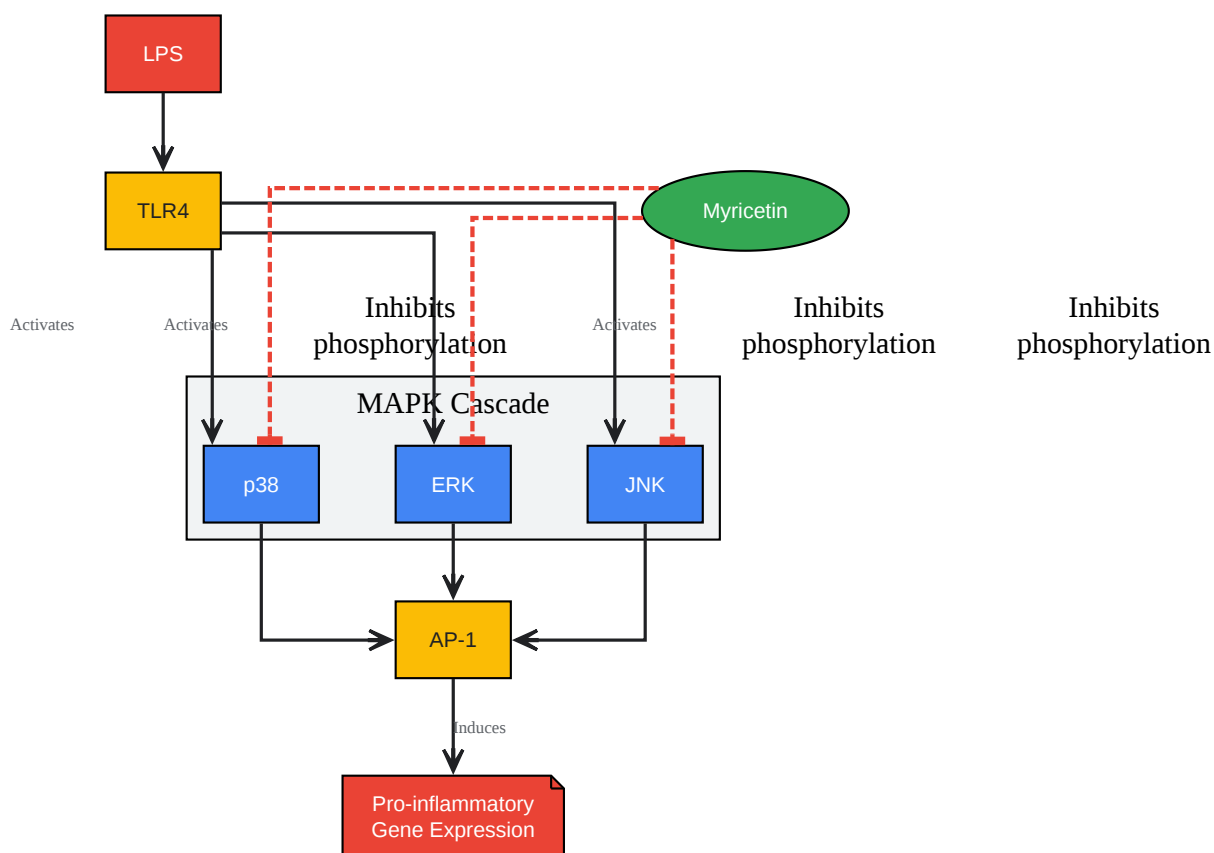 LPS
TLR4
Myricetin
Activates
Activates
Inhibits
phosphorylation
Activates
Inhibits
phosphorylation
Inhibits
phosphorylation
MAPK Cascade
p38
ERK
JNK
AP-1
Induces
Pro-inflammatory
Gene Expression